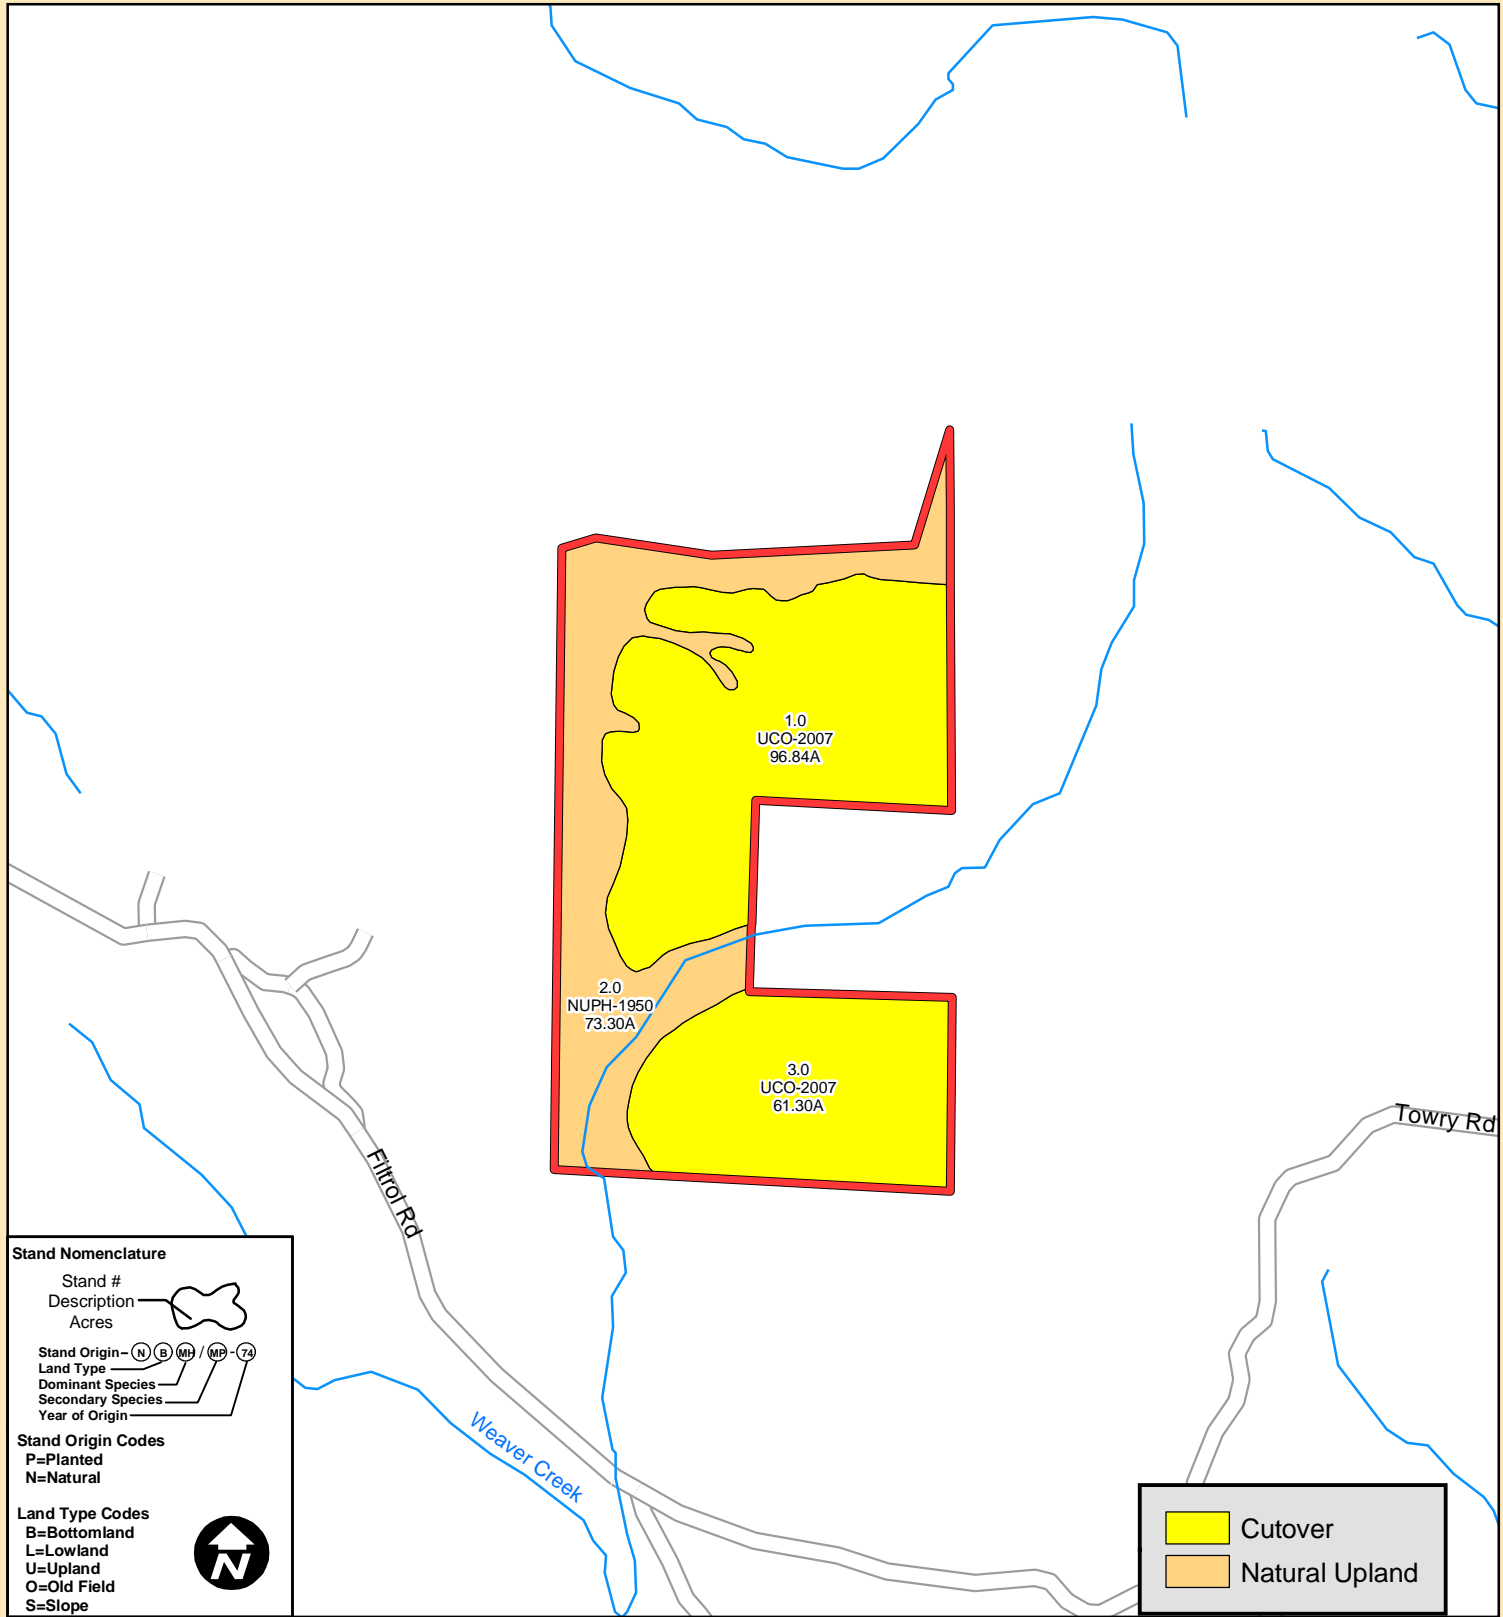 1.0
UCO-2007
96.84A
2.0
NUPH-1950
73.30A
3.0
UCO-2007
61.30A
Towry Rd
Filtrol Rd
Weaver Creek
Stand Nomenclature
Stand #
Description
Acres
Stand Origin- N B MH / MP - 74
Land Type
Dominant Species
Secondary Species
Year of Origin
Stand Origin Codes
P=Planted
N=Natural
Land Type Codes
B=Bottomland
L=Lowland
U=Upland
O=Old Field
S=Slope
N
Cutover
Natural Upland